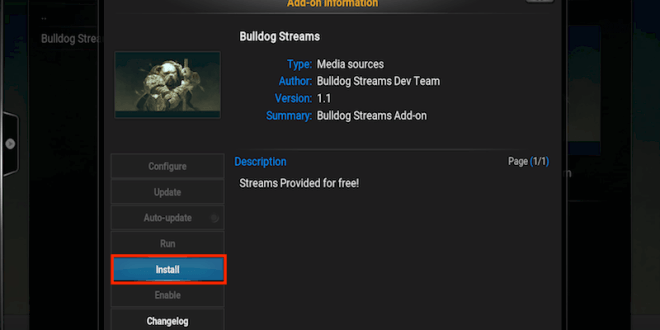 Add-on Information
..
Bulldog Strea
Bulldog Streams
Type: Media sources
Author: Bulldog Streams Dev Team
Version: 1.1
Summary: Bulldog Streams Add-on
Configure
Update
Auto-update
Run
Install
Enable
Changelog
Description
Page (1/1)
Streams Provided for free!